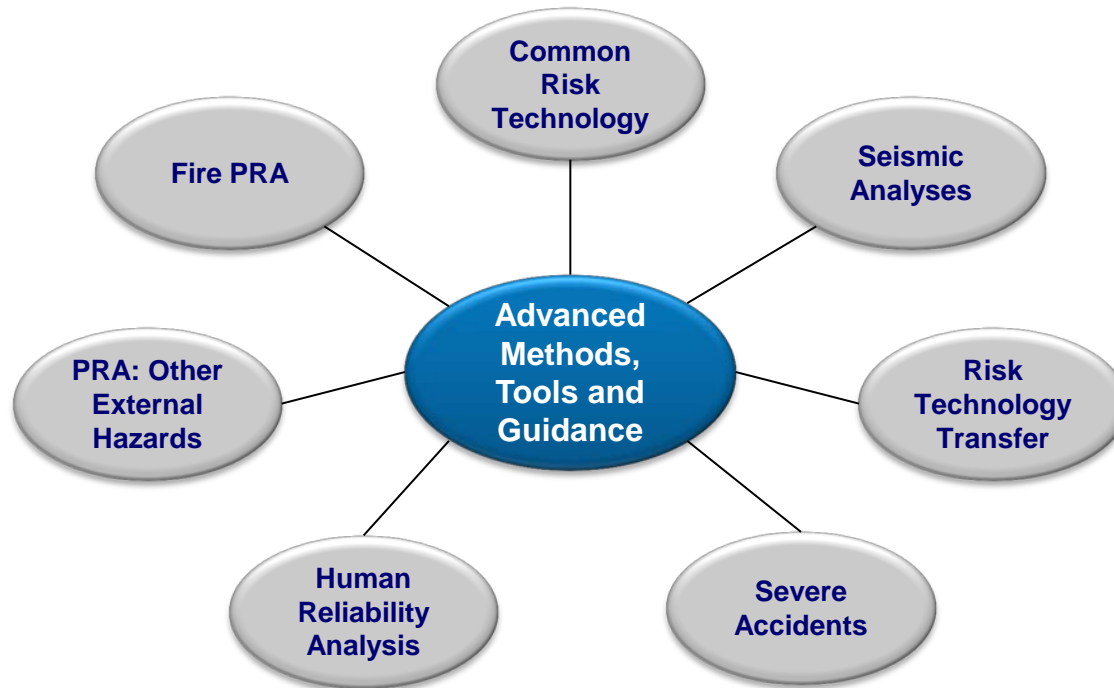 Common
Risk
Technology
Fire PRA
Seismic
Analyses
Advanced
Methods,
Tools and
Guidance
PRA: Other
External
Hazards
Risk
Technology
Transfer
Human
Reliability
Analysis
Severe
Accidents